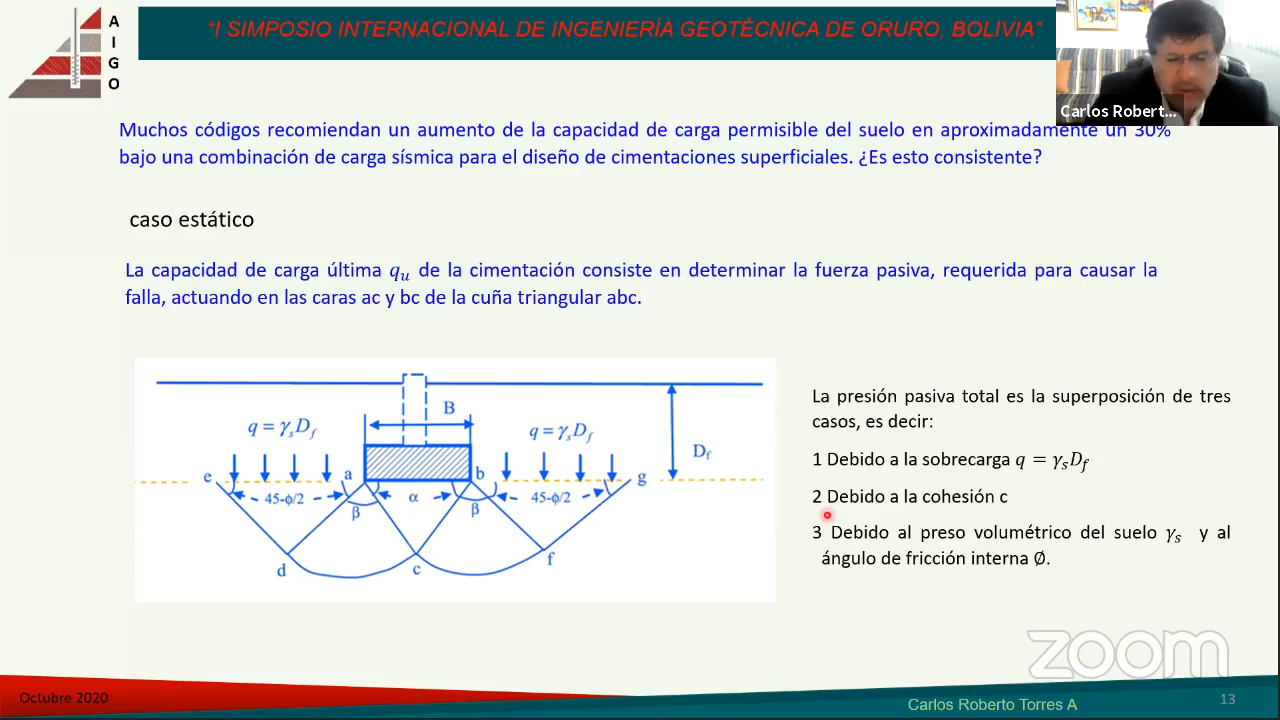 A
I
G
O
“I SIMPOSIO INTERNACIONAL DE INGENIERÍA GEOTÉCNICA DE ORURO, BOLIVIA”
Carlos Robert...
Muchos códigos recomiendan un aumento de la capacidad de carga permisible del suelo en aproximadamente un 30%
bajo una combinación de carga sísmica para el diseño de cimentaciones superficiales. ¿Es esto consistente?
caso estático
La capacidad de carga última qᵤ de la cimentación consiste en determinar la fuerza pasiva, requerida para causar la
falla, actuando en las caras ac y bc de la cuña triangular abc.
B
q = γₛD_f
q = γₛD_f
D_f
e
a
b
g
45-ϕ/2
α
45-ϕ/2
β
β
d
c
f
La presión pasiva total es la superposición de tres
casos, es decir:
1 Debido a la sobrecarga q = γₛD_f
2 Debido a la cohesión c
3 Debido al preso volumétrico del suelo γₛ y al
ángulo de fricción interna Ø.
zoom
Octubre 2020
Carlos Roberto Torres A
13